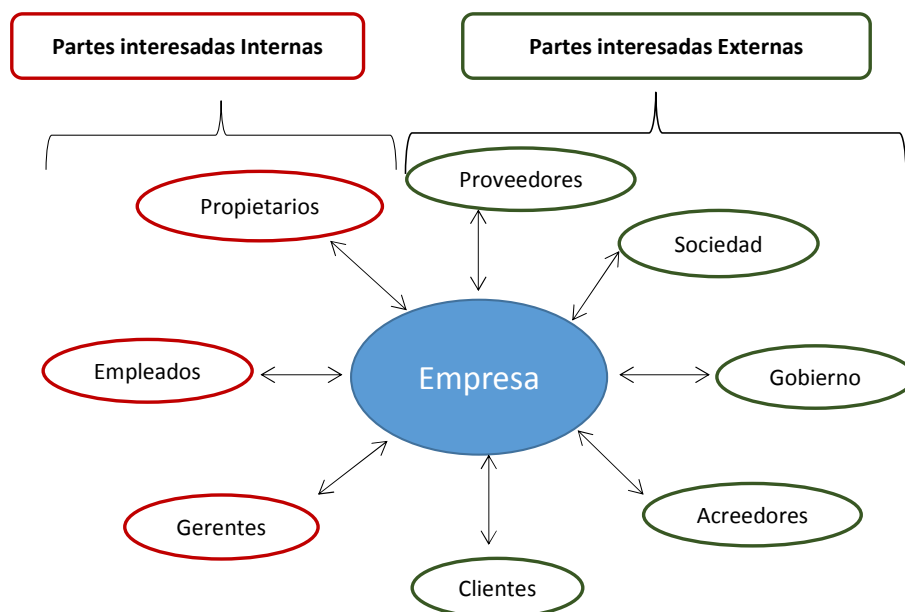 Partes interesadas Internas
Partes interesadas Externas
Proveedores
Propietarios
Sociedad
Empleados
Empresa
Gobierno
Gerentes
Acreedores
Clientes